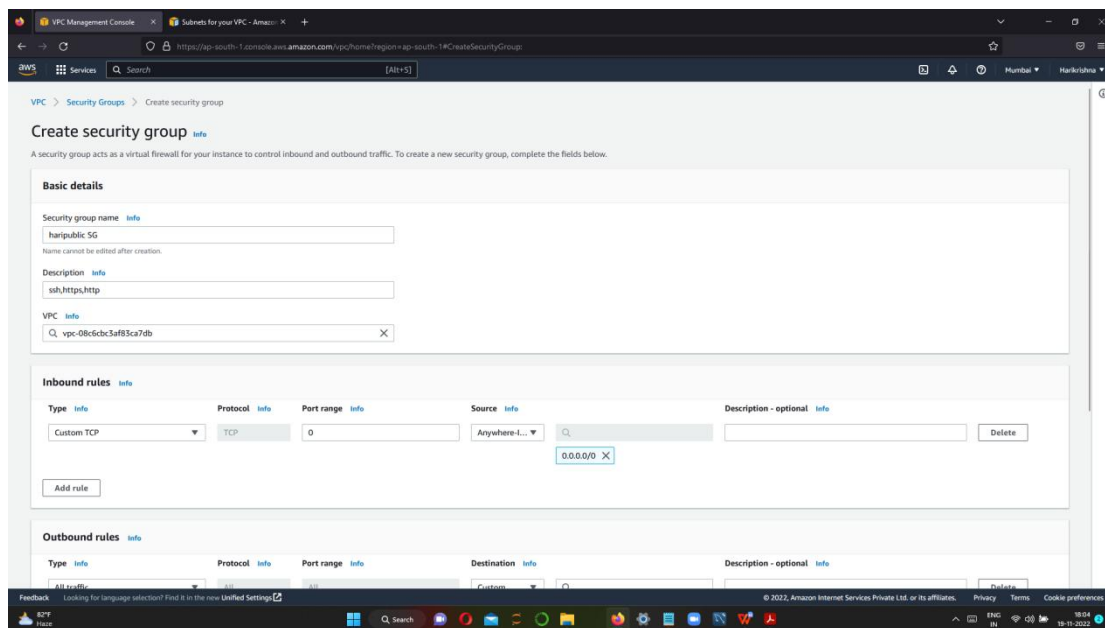 VPC Management Console × Subnets for your VPC - Amazon × +
https://ap-south-1.console.aws.amazon.com/vpc/home?region=ap-south-1#CreateSecurityGroup:
aws Services Search [Alt+S] Mumbai ▼ Harikrishna ▼
VPC > Security Groups > Create security group
Create security group Info
A security group acts as a virtual firewall for your instance to control inbound and outbound traffic. To create a new security group, complete the fields below.
Basic details
Security group name Info
haripublic SG
Name cannot be edited after creation.
Description Info
ssh,https,http
VPC Info
vpc-08c6cbc3af83ca7db
Inbound rules Info
Type Info Protocol Info Port range Info Source Info Description - optional Info
Custom TCP TCP 0 Anywhere-I... Delete
0.0.0.0/0
Add rule
Outbound rules Info
Type Info Protocol Info Port range Info Destination Info Description - optional Info
All traffic All All Custom Delete
Feedback Looking for language selection? Find it in the new Unified Settings © 2022, Amazon Internet Services Private Ltd. or its affiliates. Privacy Terms Cookie preferences
82°F Search ENG 18:04
Haze IN 19-11-2022